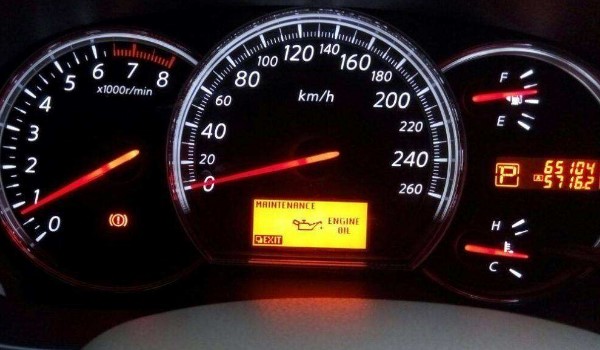 0
1
2
3
4
5
6
7
8
x1000r/min
0
20
40
60
80
100
120
140
160
180
200
220
240
260
km/h
MAINTENANCE
ENGINE
OIL
EXIT
F
E
P
65104
A 5716.2
H
C